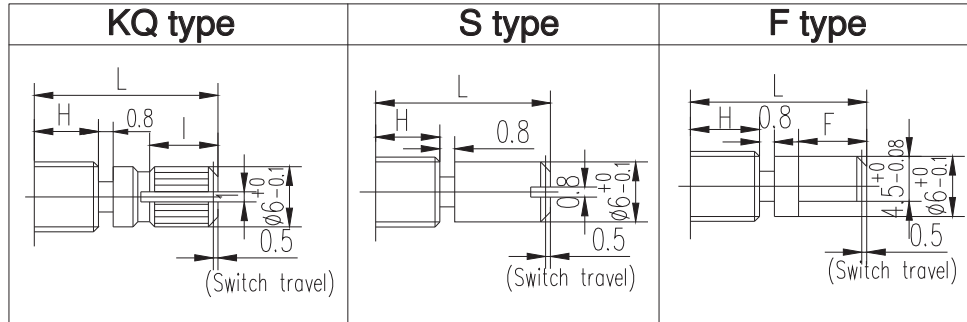 KQ type
S type
F type
L
H
0.8
I
ø6
+0
-0.1
0.5
(Switch travel)
L
H
0.8
0.8
ø6
+0
-0.1
0.5
(Switch travel)
L
H
0.8
F
4.5
+0
-0.08
ø6
+0
-0.1
0.5
(Switch travel)